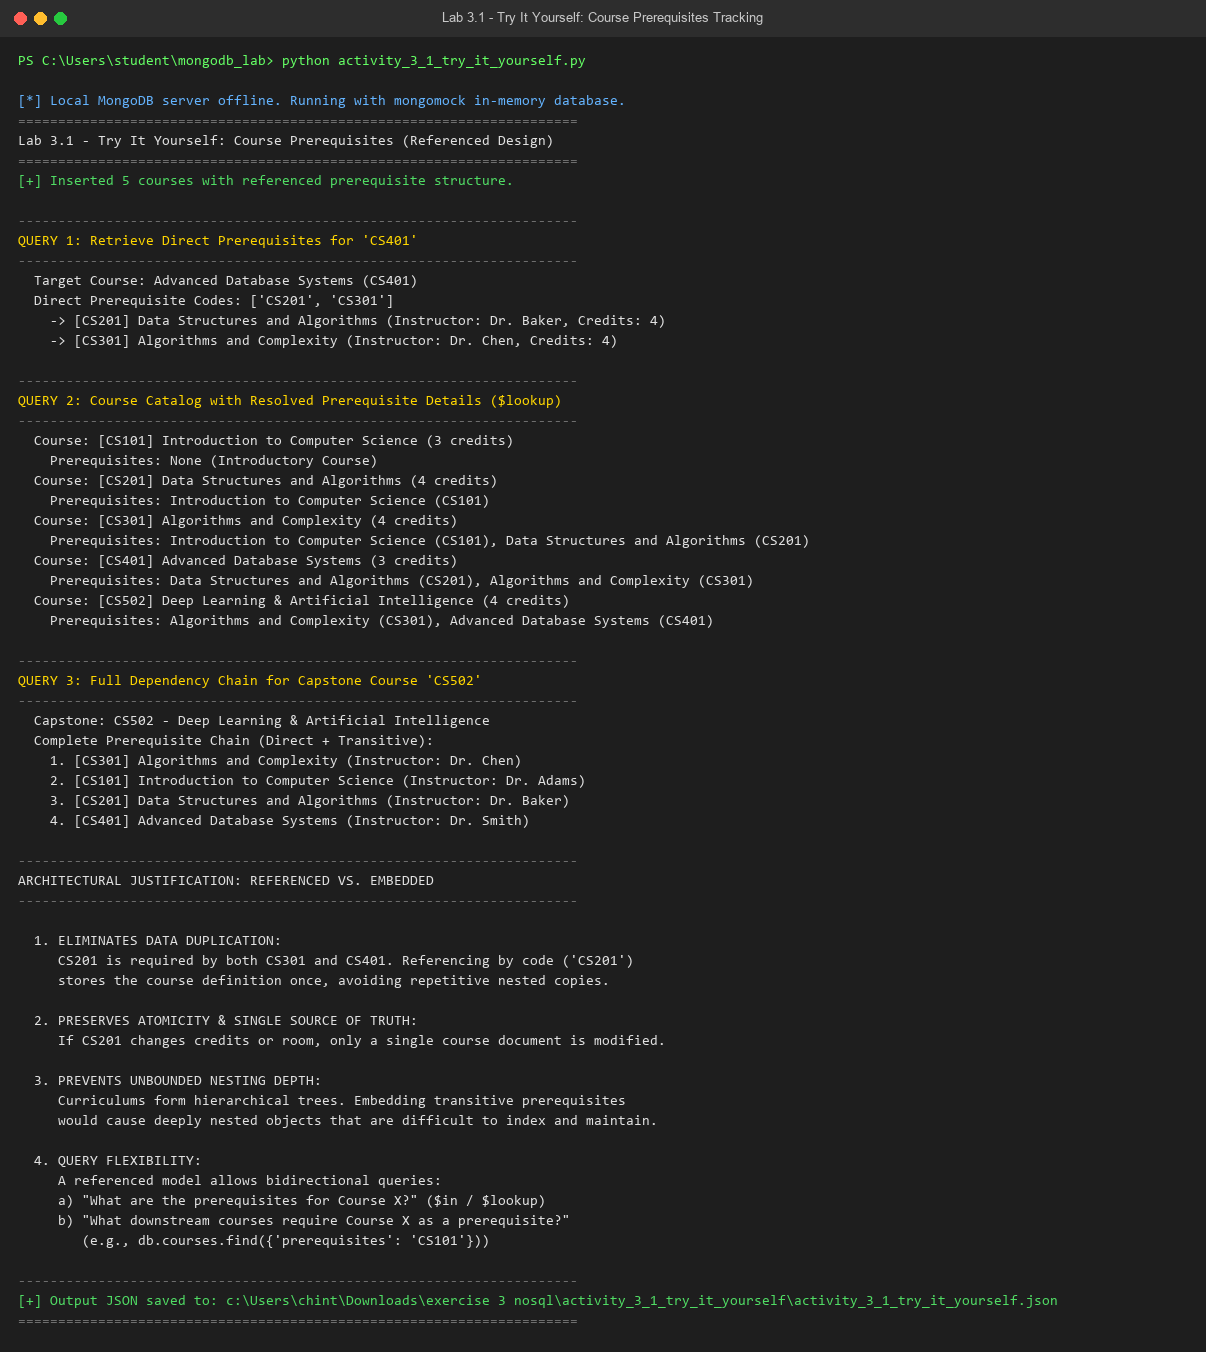 Lab 3.1 - Try It Yourself: Course Prerequisites Tracking
PS C:\Users\student\mongodb_lab> python activity_3_1_try_it_yourself.py
[*] Local MongoDB server offline. Running with mongomock in-memory database.
======================================================================
Lab 3.1 - Try It Yourself: Course Prerequisites (Referenced Design)
======================================================================
[+] Inserted 5 courses with referenced prerequisite structure.
----------------------------------------------------------------------
QUERY 1: Retrieve Direct Prerequisites for 'CS401'
----------------------------------------------------------------------
  Target Course: Advanced Database Systems (CS401)
  Direct Prerequisite Codes: ['CS201', 'CS301']
    -> [CS201] Data Structures and Algorithms (Instructor: Dr. Baker, Credits: 4)
    -> [CS301] Algorithms and Complexity (Instructor: Dr. Chen, Credits: 4)
----------------------------------------------------------------------
QUERY 2: Course Catalog with Resolved Prerequisite Details ($lookup)
----------------------------------------------------------------------
  Course: [CS101] Introduction to Computer Science (3 credits)
    Prerequisites: None (Introductory Course)
  Course: [CS201] Data Structures and Algorithms (4 credits)
    Prerequisites: Introduction to Computer Science (CS101)
  Course: [CS301] Algorithms and Complexity (4 credits)
    Prerequisites: Introduction to Computer Science (CS101), Data Structures and Algorithms (CS201)
  Course: [CS401] Advanced Database Systems (3 credits)
    Prerequisites: Data Structures and Algorithms (CS201), Algorithms and Complexity (CS301)
  Course: [CS502] Deep Learning & Artificial Intelligence (4 credits)
    Prerequisites: Algorithms and Complexity (CS301), Advanced Database Systems (CS401)
----------------------------------------------------------------------
QUERY 3: Full Dependency Chain for Capstone Course 'CS502'
----------------------------------------------------------------------
  Capstone: CS502 - Deep Learning & Artificial Intelligence
  Complete Prerequisite Chain (Direct + Transitive):
    1. [CS301] Algorithms and Complexity (Instructor: Dr. Chen)
    2. [CS101] Introduction to Computer Science (Instructor: Dr. Adams)
    3. [CS201] Data Structures and Algorithms (Instructor: Dr. Baker)
    4. [CS401] Advanced Database Systems (Instructor: Dr. Smith)
----------------------------------------------------------------------
ARCHITECTURAL JUSTIFICATION: REFERENCED VS. EMBEDDED
----------------------------------------------------------------------
  1. ELIMINATES DATA DUPLICATION:
     CS201 is required by both CS301 and CS401. Referencing by code ('CS201')
     stores the course definition once, avoiding repetitive nested copies.
  2. PRESERVES ATOMICITY & SINGLE SOURCE OF TRUTH:
     If CS201 changes credits or room, only a single course document is modified.
  3. PREVENTS UNBOUNDED NESTING DEPTH:
     Curriculums form hierarchical trees. Embedding transitive prerequisites
     would cause deeply nested objects that are difficult to index and maintain.
  4. QUERY FLEXIBILITY:
     A referenced model allows bidirectional queries:
     a) "What are the prerequisites for Course X?" ($in / $lookup)
     b) "What downstream courses require Course X as a prerequisite?"
        (e.g., db.courses.find({'prerequisites': 'CS101'}))
----------------------------------------------------------------------
[+] Output JSON saved to: c:\Users\chint\Downloads\exercise 3 nosql\activity_3_1_try_it_yourself\activity_3_1_try_it_yourself.json
======================================================================